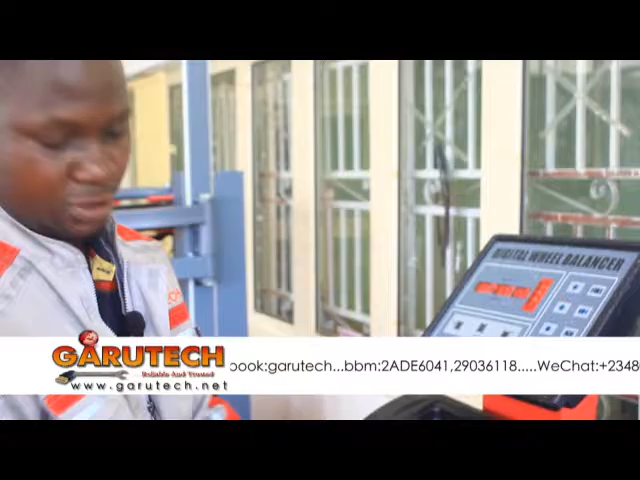 DIGITAL WHEEL BALANCER
GARUTECH
Reliable And Trusted
www.garutech.net
book:garutech...bbm:2ADE6041,29036118.....WeChat:+2348